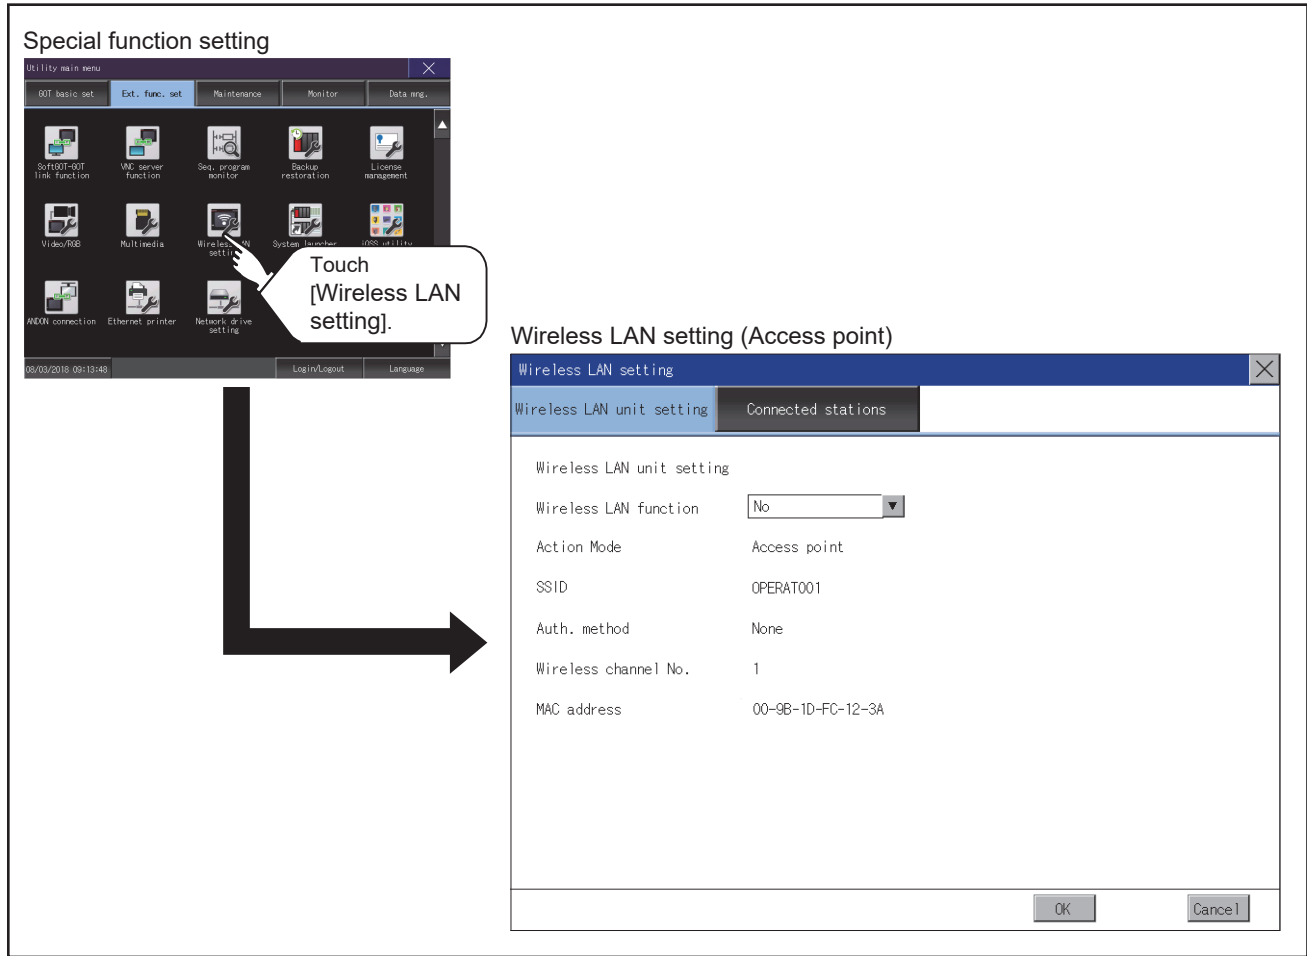 Special function setting
Utility main menu
GOT basic set
Ext. func. set
Maintenance
Monitor
Data mng.
SoftGOT-GOT
link function
VNC server
function
Seq. program
monitor
Backup
restoration
License
management
Video/RGB
Multimedia
Wireless LAN
setting
System launcher
iQSS utility
ANDON connection
Ethernet printer
Network drive
setting
Touch
[Wireless LAN
setting].
08/03/2018 09:13:48
Login/Logout
Language
Wireless LAN setting (Access point)
Wireless LAN setting
Wireless LAN unit setting
Connected stations
Wireless LAN unit setting
Wireless LAN function
No
Action Mode
Access point
SSID
OPERAT001
Auth. method
None
Wireless channel No.
1
MAC address
00-9B-1D-FC-12-3A
OK
Cancel